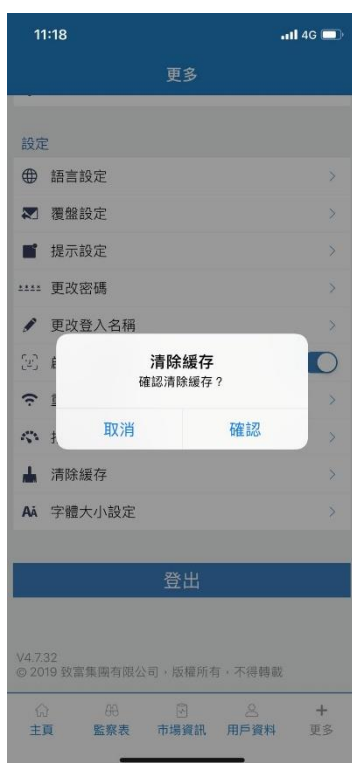 11:18
4G
更多
設定
語言設定
覆盤設定
提示設定
更改密碼
更改登入名稱
清除緩存
確認清除緩存？
取消
確認
清除緩存
AA 字體大小設定
登出
V4.7.32
© 2019 致富集團有限公司，版權所有，不得轉載
主頁
監察表
市場資訊
用戶資料
更多